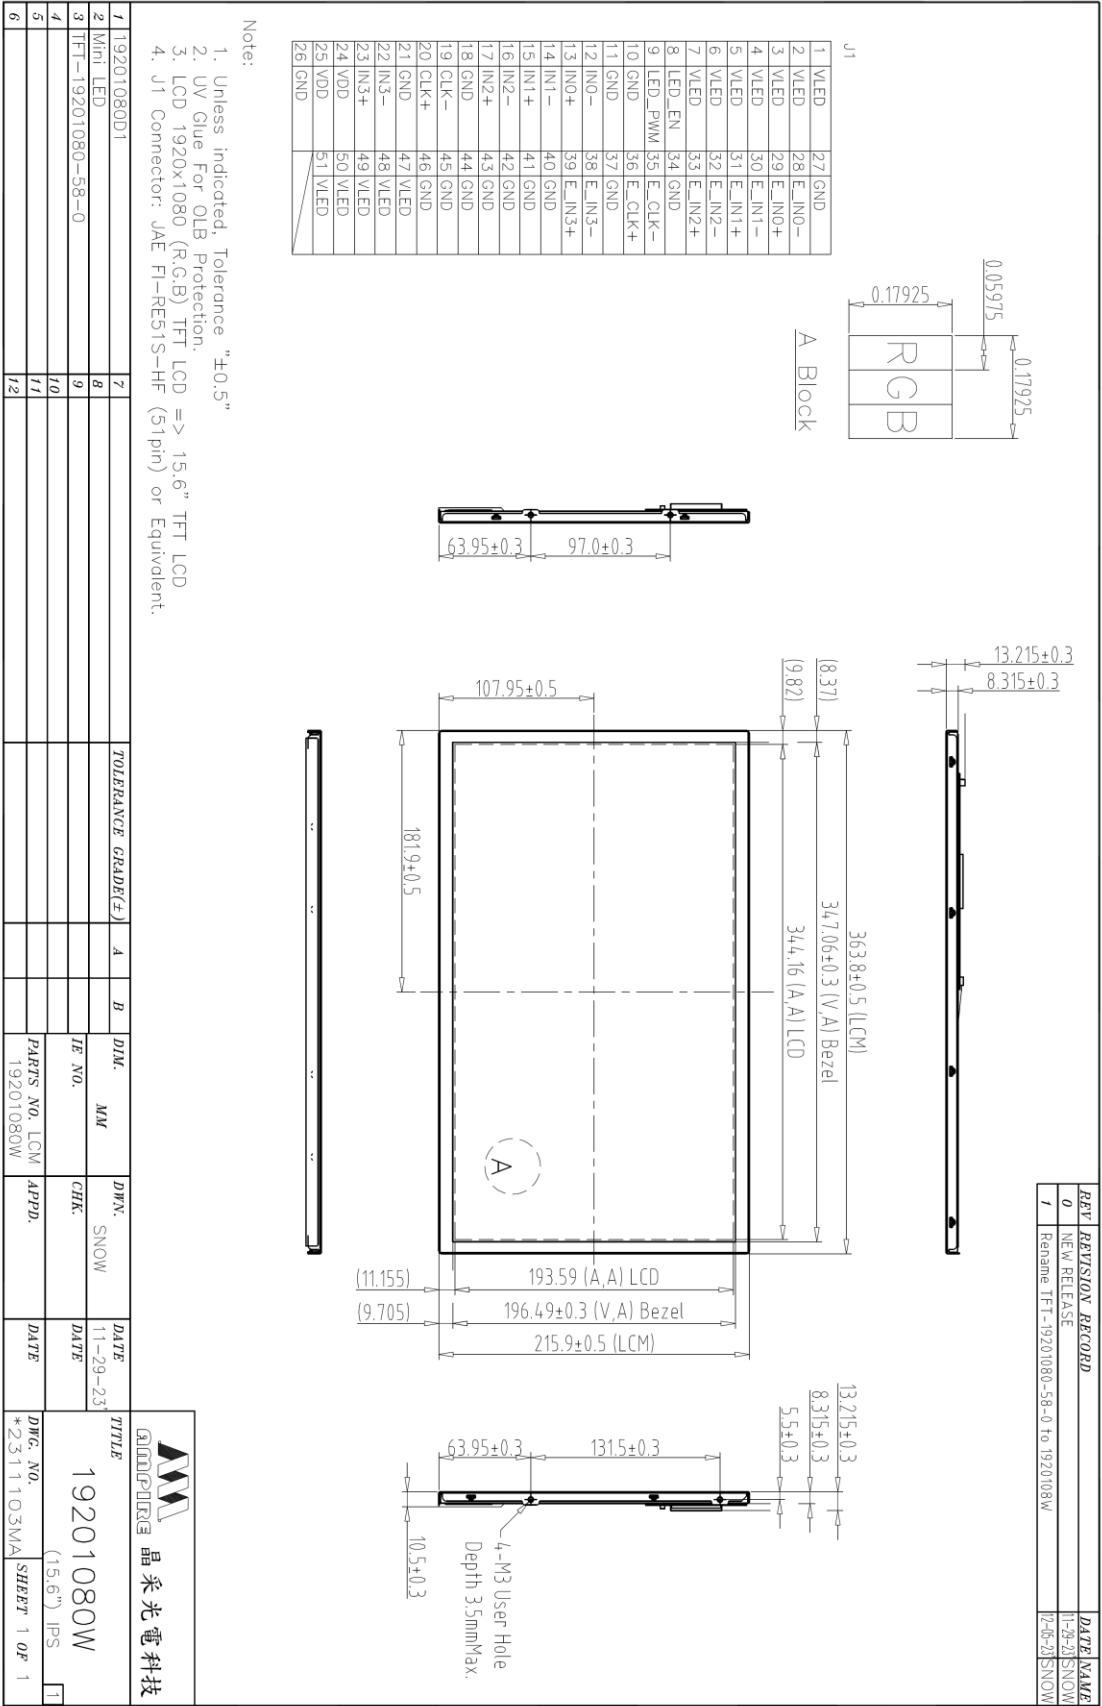 REV REVISION RECORD DATE NAME
0 NEW RELEASE 11-29-23' SNOW
1 Rename TFT-19201080-58-0 to 1920108W 12-05-23' SNOW
J1
1 VLED 27 GND
2 VLED 28 E_IN0-
3 VLED 29 E_IN0+
4 VLED 30 E_IN1-
5 VLED 31 E_IN1+
6 VLED 32 E_IN2-
7 VLED 33 E_IN2+
8 LED_EN 34 GND
9 LED_PWM 35 E_CLK-
10 GND 36 E_CLK+
11 GND 37 GND
12 IN0- 38 E_IN3-
13 IN0+ 39 E_IN3+
14 IN1- 40 GND
15 IN1+ 41 GND
16 IN2- 42 GND
17 IN2+ 43 GND
18 GND 44 GND
19 CLK- 45 GND
20 CLK+ 46 GND
21 GND 47 VLED
22 IN3- 48 VLED
23 IN3+ 49 VLED
24 VDD 50 VLED
25 VDD 51 VLED
26 GND
0.17925
0.05975
0.17925
R G B
A Block
63.95±0.3
97.0±0.3
13.215±0.3
8.315±0.3
363.8±0.5 (LCM)
347.06±0.3 (V,A) Bezel
344.16 (A,A) LCD
(8.37)
(9.82)
107.95±0.5
181.9±0.5
A
(11.155)
193.59 (A,A) LCD
(9.705)
196.49±0.3 (V,A) Bezel
215.9±0.5 (LCM)
13.215±0.3
8.315±0.3
5.5±0.3
63.95±0.3
131.5±0.3
10.5±0.3
4-M3 User Hole
Depth 3.5mmMax.
Note:
1. Unless indicated, Tolerance "±0.5"
2. UV Glue For OLB Protection.
3. LCD 1920x1080 (R.G.B) TFT LCD => 15.6" TFT LCD
4. J1 Connector: JAE FI-RE51S-HF (51pin) or Equivalent.
AMPIRE 晶采光電科技
1 19201080D1 7 TOLERANCE GRADE(±) A B
2 Mini LED 8
3 TFT-19201080-58-0 9
4 10
5 11
6 12
DIM. MM
DWN. SNOW
DATE 11-29-23'
IE NO.
CHK.
DATE
PARTS NO. LCM
19201080W
APPD.
DATE
TITLE
19201080W
(15.6") IPS
1
DWG. NO.
*23111103MA
SHEET 1 OF 1